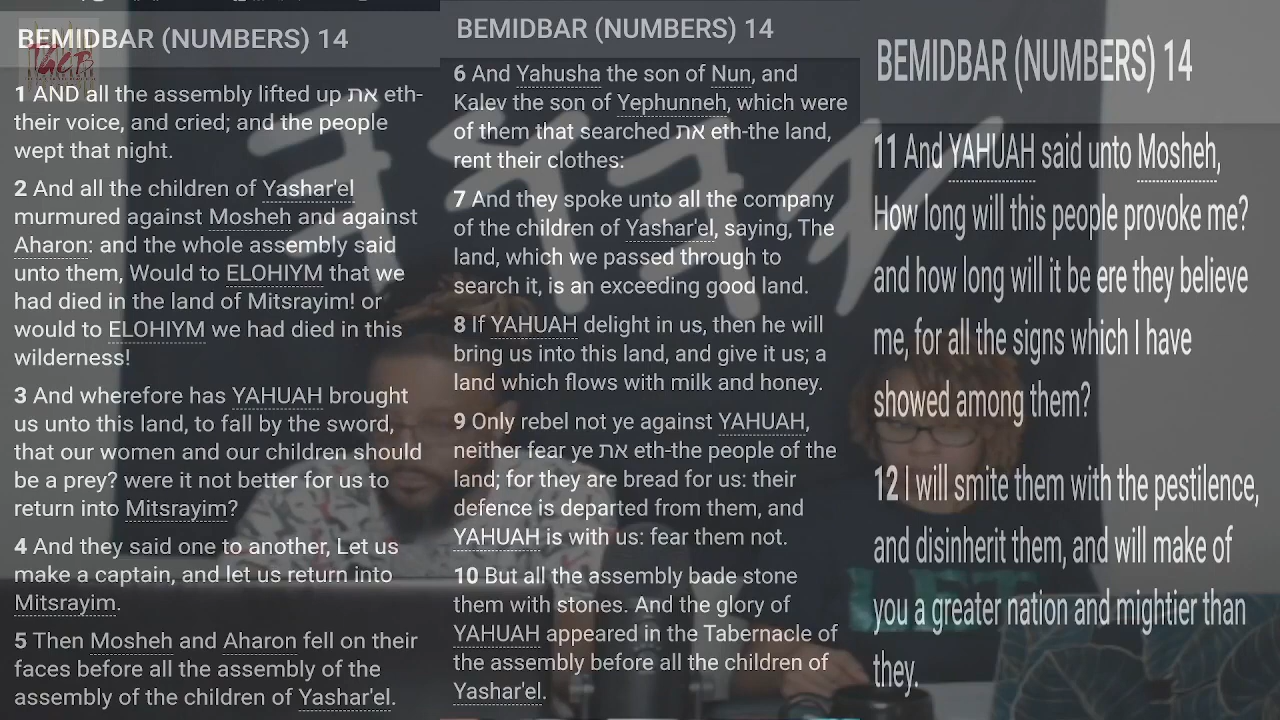 BEMIDBAR (NUMBERS) 14
1 AND all the assembly lifted up את eth-
their voice, and cried; and the people
wept that night.
2 And all the children of Yashar'el
murmured against Mosheh and against
Aharon: and the whole assembly said
unto them, Would to ELOHIYM that we
had died in the land of Mitsrayim! or
would to ELOHIYM we had died in this
wilderness!
3 And wherefore has YAHUAH brought
us unto this land, to fall by the sword,
that our women and our children should
be a prey? were it not better for us to
return into Mitsrayim?
4 And they said one to another, Let us
make a captain, and let us return into
Mitsrayim.
5 Then Mosheh and Aharon fell on their
faces before all the assembly of the
assembly of the children of Yashar'el.
BEMIDBAR (NUMBERS) 14
6 And Yahusha the son of Nun, and
Kalev the son of Yephunneh, which were
of them that searched את eth-the land,
rent their clothes:
7 And they spoke unto all the company
of the children of Yashar'el, saying, The
land, which we passed through to
search it, is an exceeding good land.
8 If YAHUAH delight in us, then he will
bring us into this land, and give it us; a
land which flows with milk and honey.
9 Only rebel not ye against YAHUAH,
neither fear ye את eth-the people of the
land; for they are bread for us: their
defence is departed from them, and
YAHUAH is with us: fear them not.
10 But all the assembly bade stone
them with stones. And the glory of
YAHUAH appeared in the Tabernacle of
the assembly before all the children of
Yashar'el.
BEMIDBAR (NUMBERS) 14
11 And YAHUAH said unto Mosheh,
How long will this people provoke me?
and how long will it be ere they believe
me, for all the signs which I have
showed among them?
12 I will smite them with the pestilence,
and disinherit them, and will make of
you a greater nation and mightier than
they.